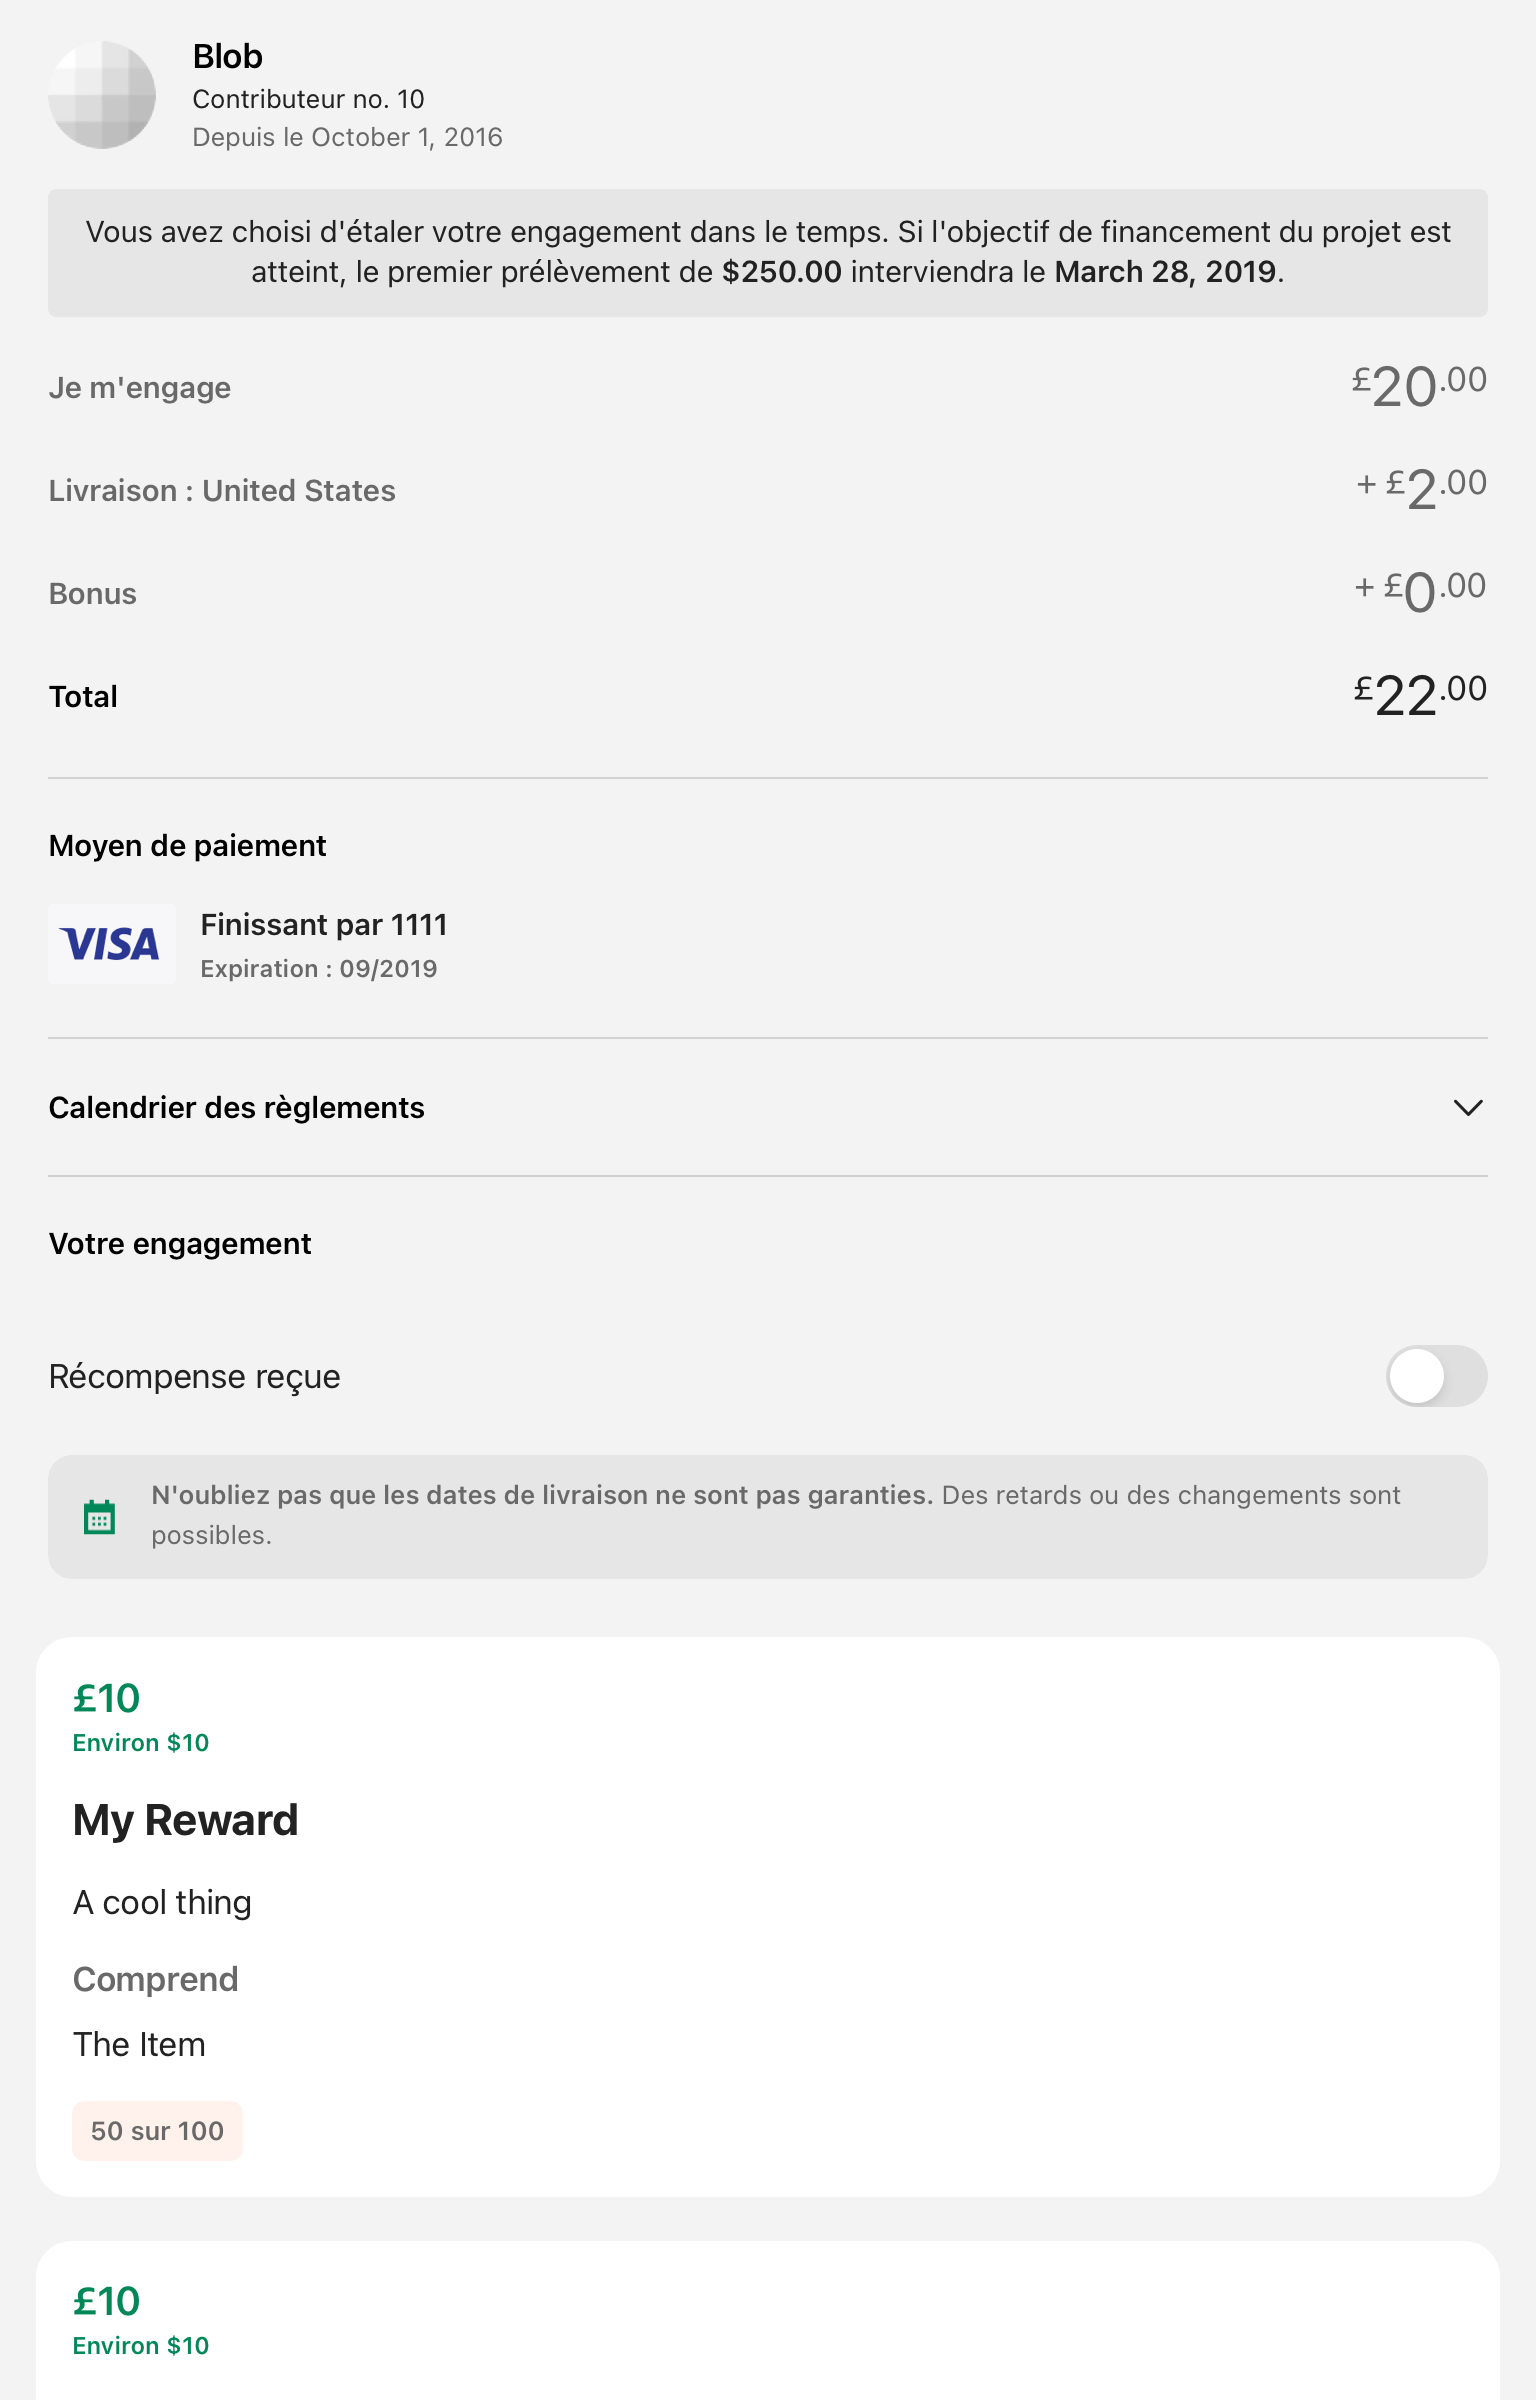 Blob
Contributeur no. 10
Depuis le October 1, 2016
Vous avez choisi d'étaler votre engagement dans le temps. Si l'objectif de financement du projet est
atteint, le premier prélèvement de $250.00 interviendra le March 28, 2019.
Je m'engage £20.00
Livraison : United States + £2.00
Bonus + £0.00
Total £22.00
Moyen de paiement
VISA
Finissant par 1111
Expiration : 09/2019
Calendrier des règlements
Votre engagement
Récompense reçue
N'oubliez pas que les dates de livraison ne sont pas garanties. Des retards ou des changements sont
possibles.
£10
Environ $10
My Reward
A cool thing
Comprend
The Item
50 sur 100
£10
Environ $10